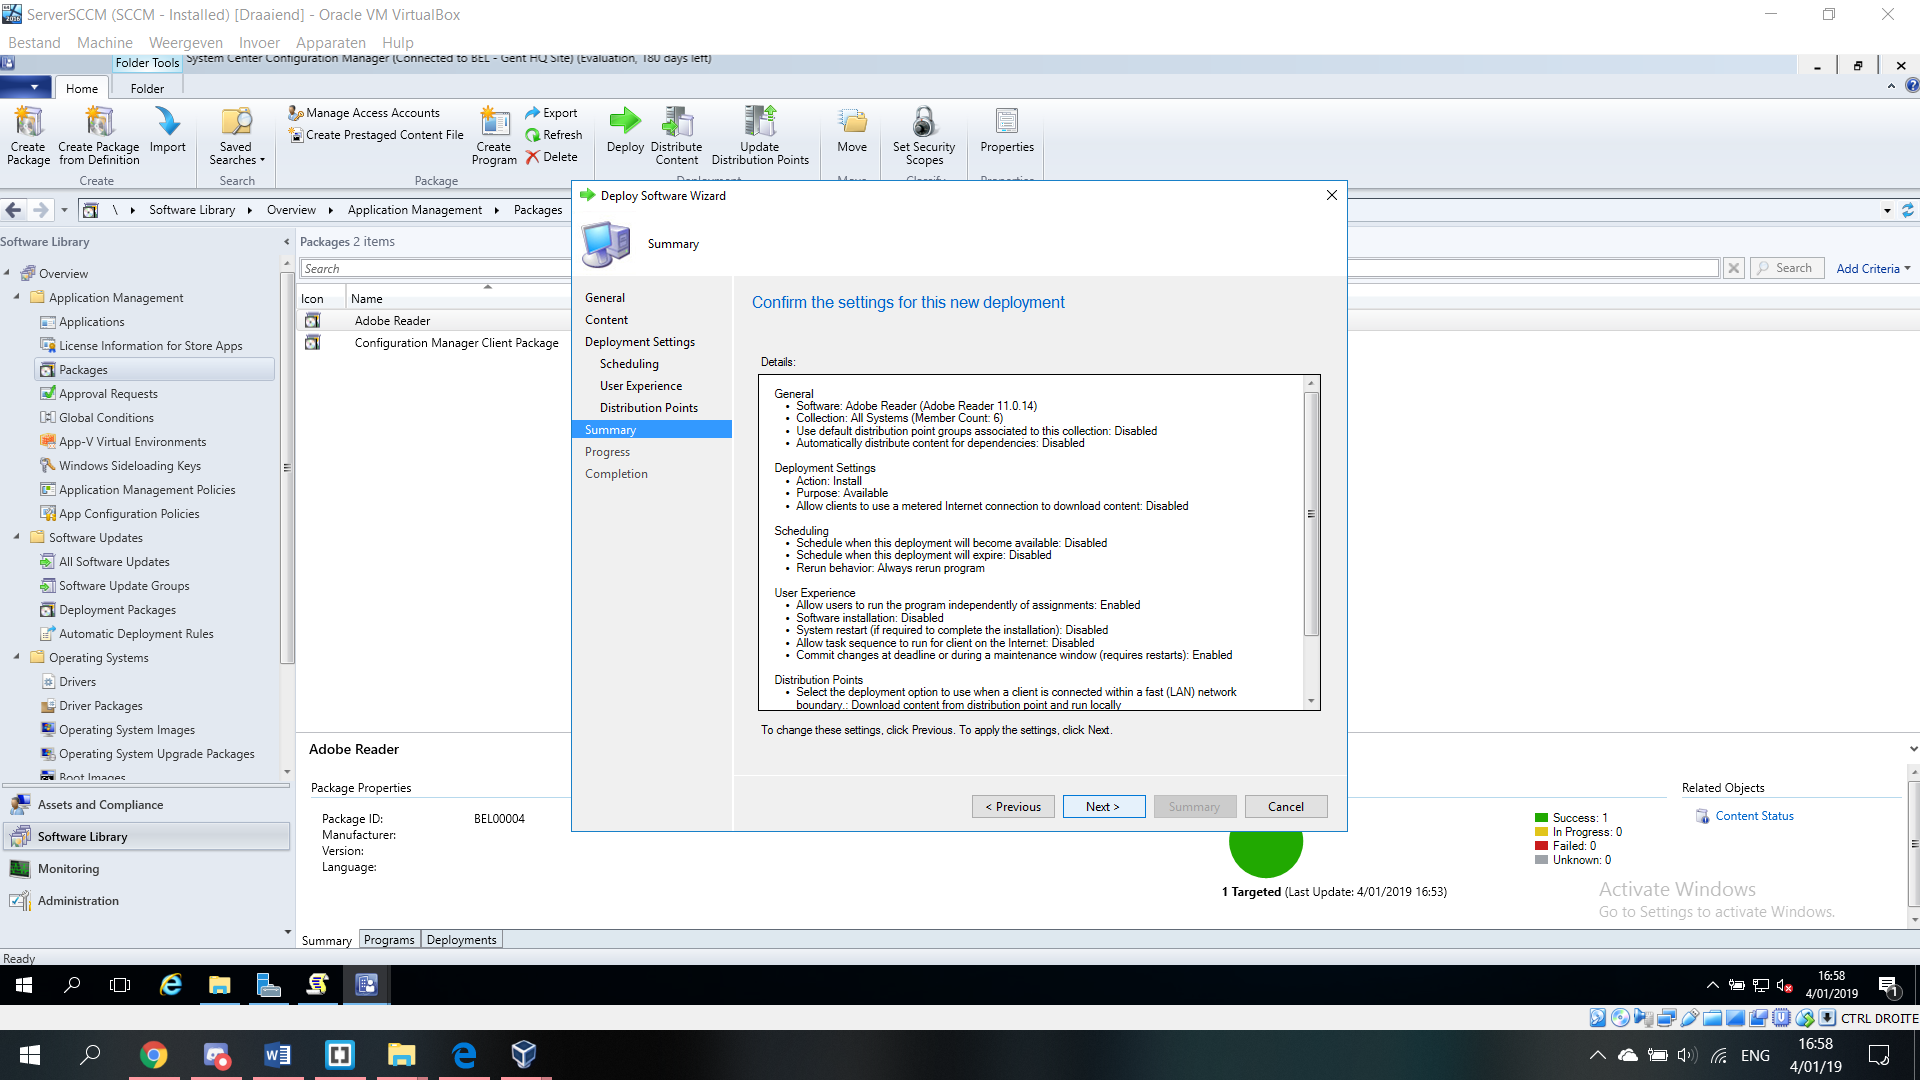 ServerSCCM (SCCM - Installed) [Draaiend] - Oracle VM VirtualBox
Bestand Machine Weergeven Invoer Apparaten Hulp
Folder Tools System Center Configuration Manager (Connected to BEL - Gent HQ Site) (Evaluation, 180 days left)
Home Folder
Create Package
Create Package from Definition
Import
Saved Searches
Manage Access Accounts
Create Prestaged Content File
Create Program
Export
Refresh
Delete
Deploy
Distribute Content
Update Distribution Points
Move
Set Security Scopes
Properties
Create Search Package Deployment Move Classify Properties
\ Software Library Overview Application Management Packages
Software Library
Overview
Application Management
Applications
License Information for Store Apps
Packages
Approval Requests
Global Conditions
App-V Virtual Environments
Windows Sideloading Keys
Application Management Policies
App Configuration Policies
Software Updates
All Software Updates
Software Update Groups
Deployment Packages
Automatic Deployment Rules
Operating Systems
Drivers
Driver Packages
Operating System Images
Operating System Upgrade Packages
Boot Images
Assets and Compliance
Software Library
Monitoring
Administration
Packages 2 items
Search
Search Add Criteria
Icon Name
Adobe Reader
Configuration Manager Client Package
Deploy Software Wizard
Summary
General
Content
Deployment Settings
Scheduling
User Experience
Distribution Points
Summary
Progress
Completion
Confirm the settings for this new deployment
Details:
General
• Software: Adobe Reader (Adobe Reader 11.0.14)
• Collection: All Systems (Member Count: 6)
• Use default distribution point groups associated to this collection: Disabled
• Automatically distribute content for dependencies: Disabled
Deployment Settings
• Action: Install
• Purpose: Available
• Allow clients to use a metered Internet connection to download content: Disabled
Scheduling
• Schedule when this deployment will become available: Disabled
• Schedule when this deployment will expire: Disabled
• Rerun behavior: Always rerun program
User Experience
• Allow users to run the program independently of assignments: Enabled
• Software installation: Disabled
• System restart (if required to complete the installation): Disabled
• Allow task sequence to run for client on the Internet: Disabled
• Commit changes at deadline or during a maintenance window (requires restarts): Enabled
Distribution Points
• Select the deployment option to use when a client is connected within a fast (LAN) network
boundary.: Download content from distribution point and run locally
To change these settings, click Previous. To apply the settings, click Next.
< Previous Next > Summary Cancel
Adobe Reader
Package Properties
Package ID: BEL00004
Manufacturer:
Version:
Language:
Success: 1
In Progress: 0
Failed: 0
Unknown: 0
1 Targeted (Last Update: 4/01/2019 16:53)
Related Objects
Content Status
Activate Windows
Go to Settings to activate Windows.
Summary Programs Deployments
Ready
16:58
4/01/2019
1
CTRL DROITE
ENG
16:58
4/01/19